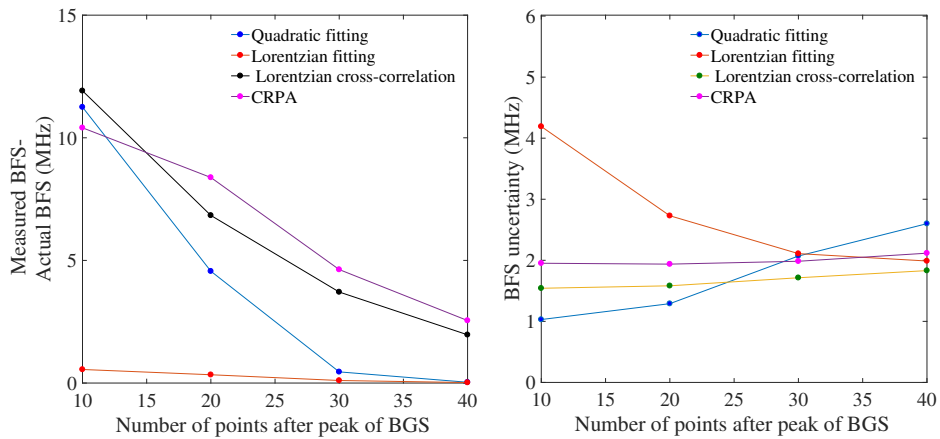 Measured BFS-
Actual BFS (MHz)
15
10
5
0
Quadratic fitting
Lorentzian fitting
Lorentzian cross-correlation
CRPA
10 15 20 25 30 35 40
Number of points after peak of BGS
BFS uncertainty (MHz)
6
5
4
3
2
1
0
Quadratic fitting
Lorentzian fitting
Lorentzian cross-correlation
CRPA
10 15 20 25 30 35 40
Number of points after peak of BGS